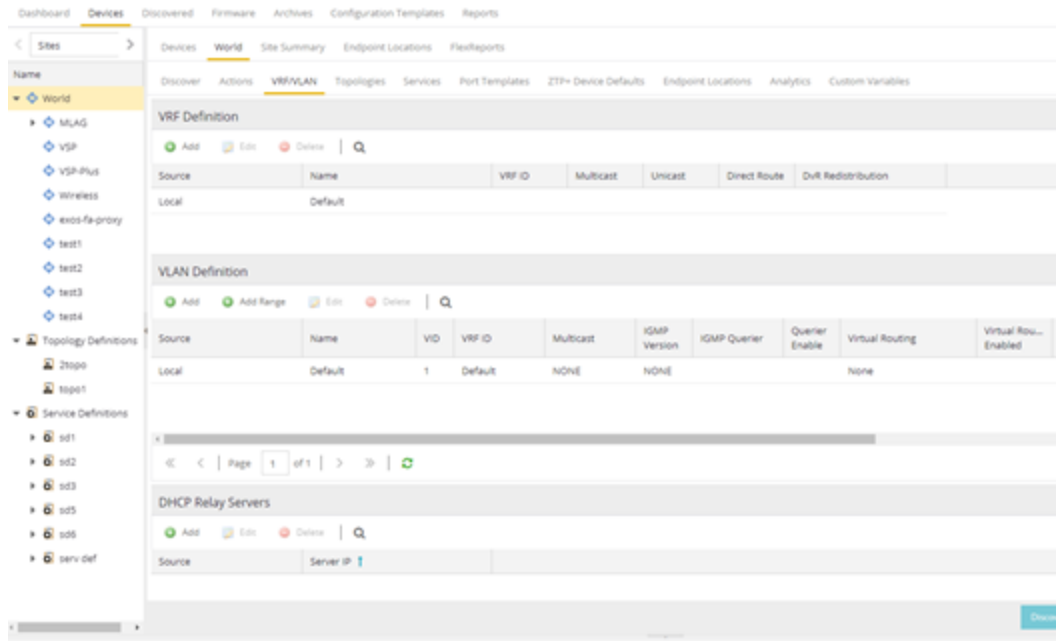 Dashboard Devices Discovered Firmware Archives Configuration Templates Reports
Sites
Name
World
MLAG
VSP
VSP-Plus
Wireless
exos-fa-proxy
test1
test2
test3
test4
Topology Definitions
2topo
topo1
Service Definitions
sd1
sd2
sd3
sd5
sd6
serv def
Devices World Site Summary Endpoint Locations FlexReports
Discover Actions VRF/VLAN Topologies Services Port Templates ZTP+ Device Defaults Endpoint Locations Analytics Custom Variables
VRF Definition
Add Edit Delete
Source Name VRF ID Multicast Unicast Direct Route DvR Redistribution
Local Default
VLAN Definition
Add Add Range Edit Delete
Source Name VID VRF ID Multicast IGMP Version IGMP Querier Querier Enable Virtual Routing Virtual Rou... Enabled
Local Default 1 Default NONE NONE None
Page 1 of 1
DHCP Relay Servers
Add Edit Delete
Source Server IP